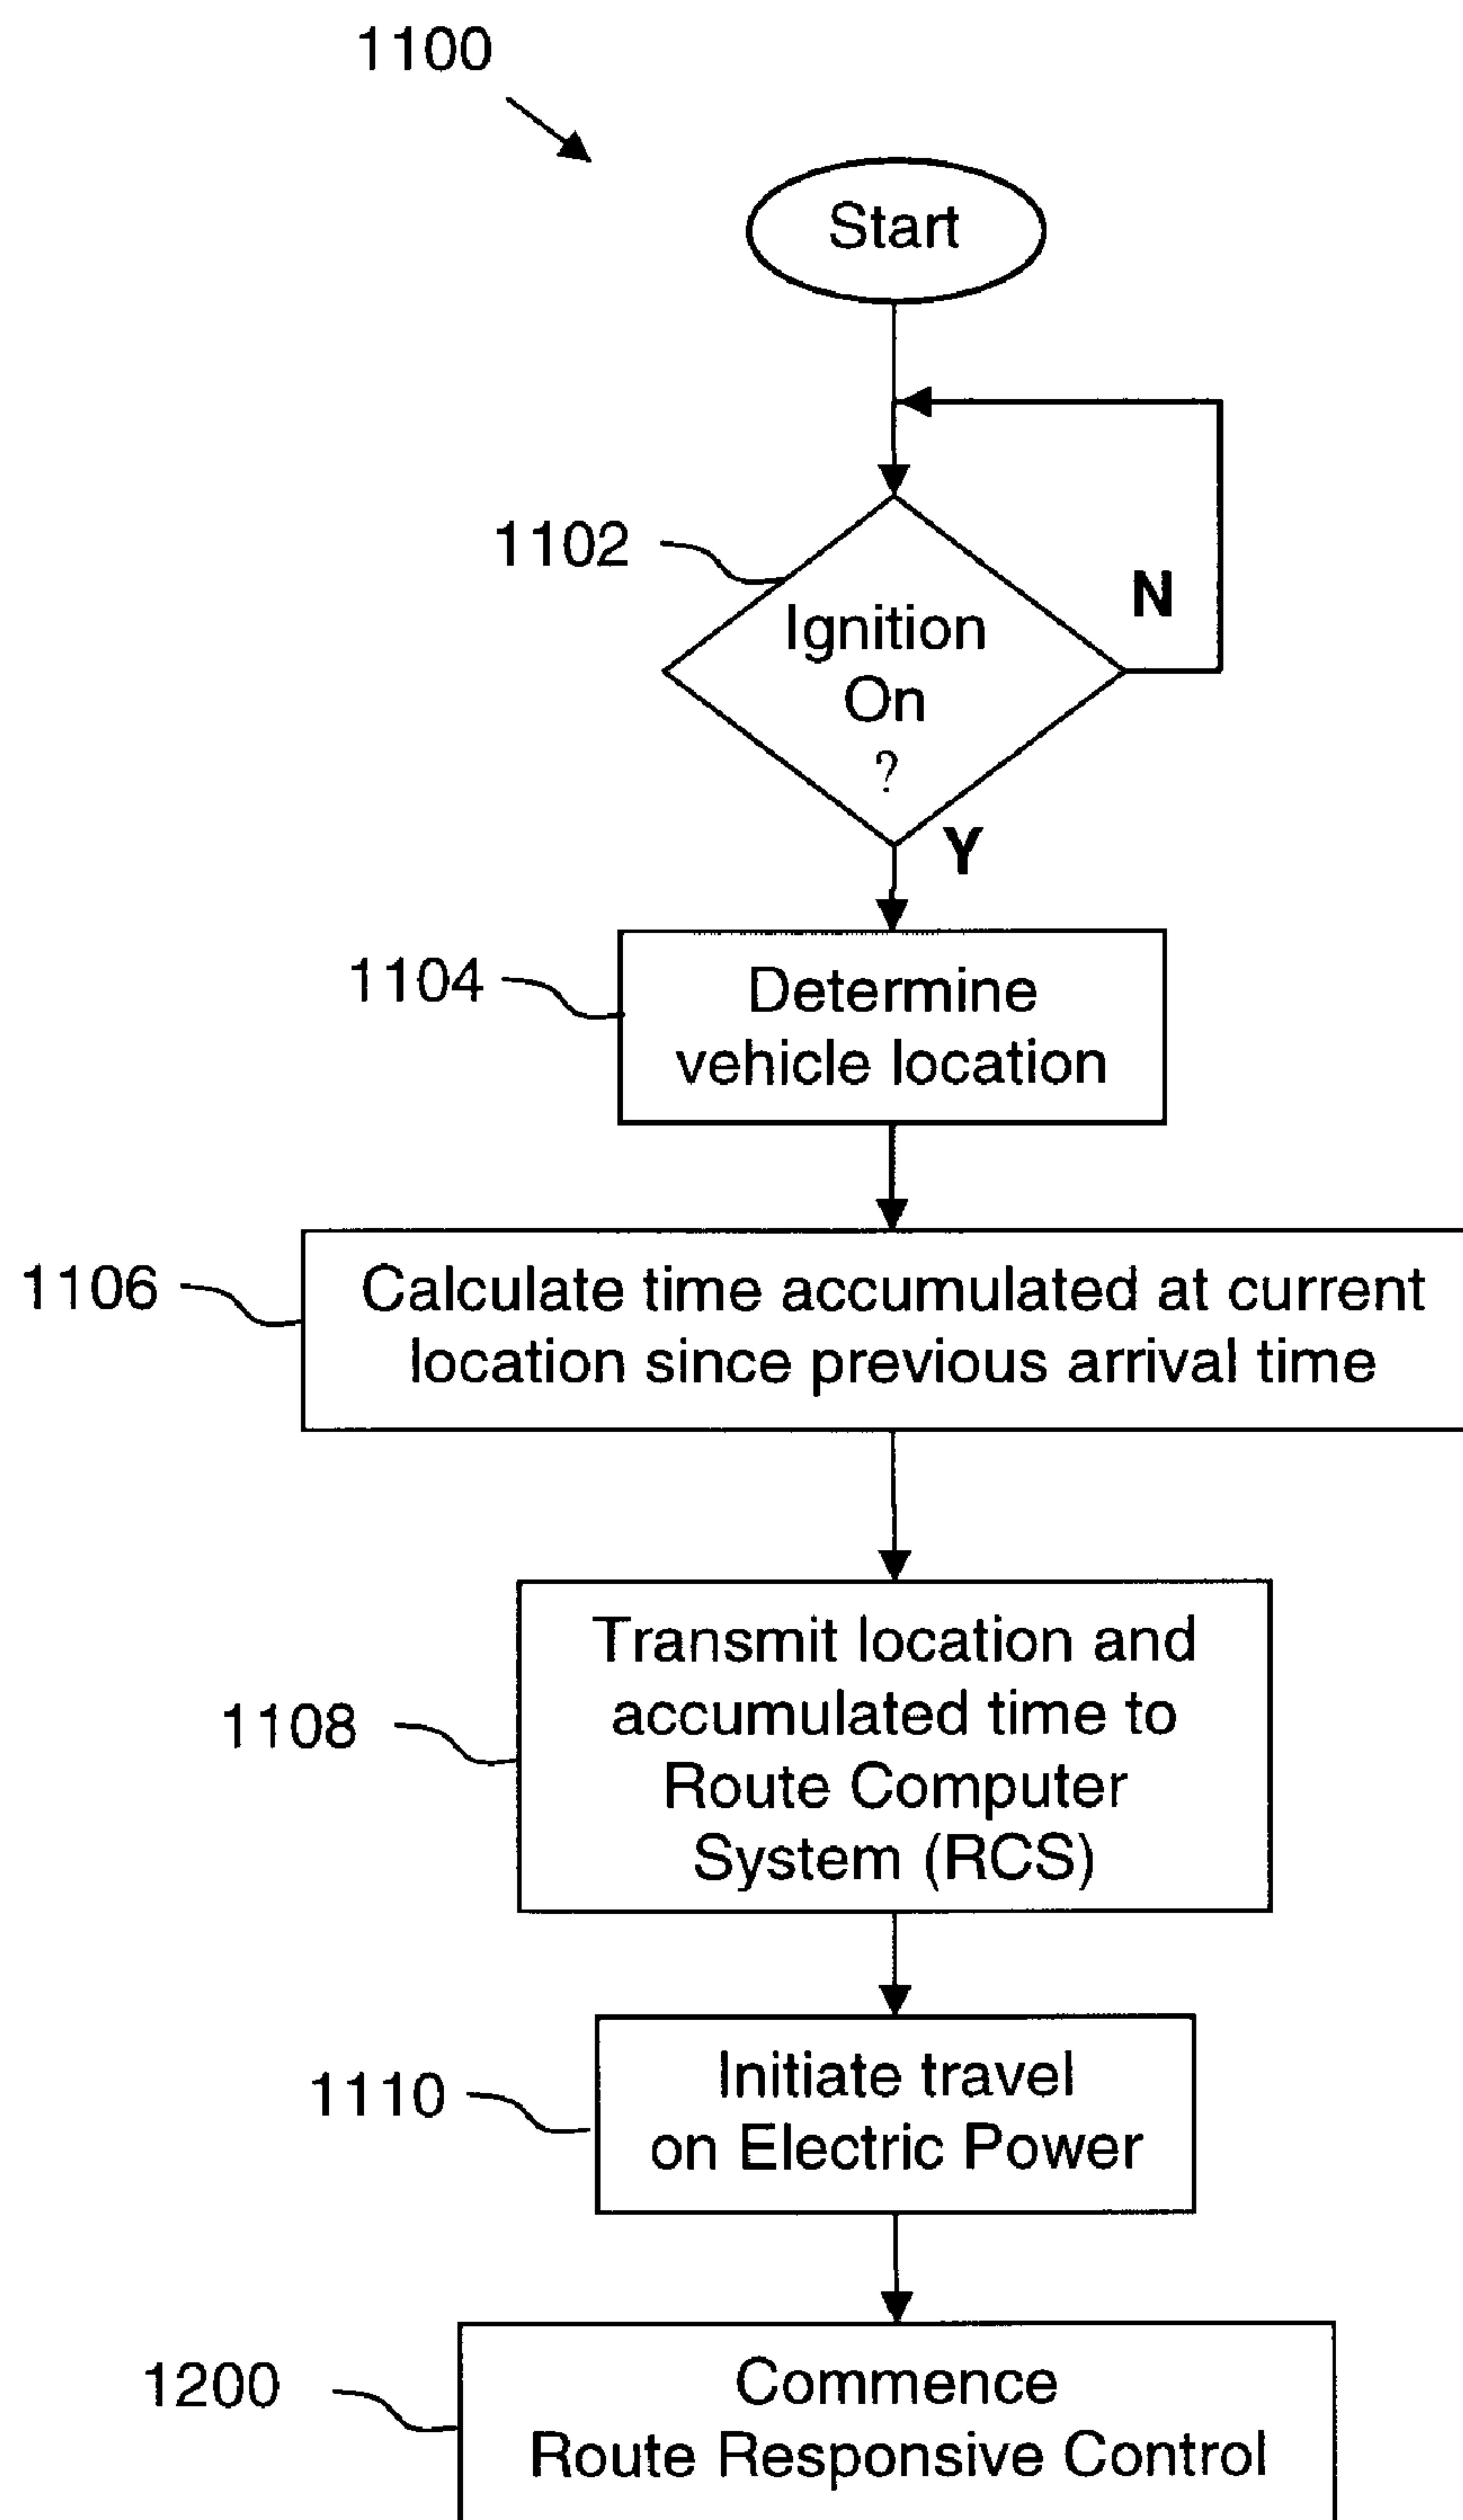 1100
Start
1102
Ignition
On
?
N
Y
1104
Determine
vehicle location
1106
Calculate time accumulated at current
location since previous arrival time
1108
Transmit location and
accumulated time to
Route Computer
System (RCS)
1110
Initiate travel
on Electric Power
1200
Commence
Route Responsive Control